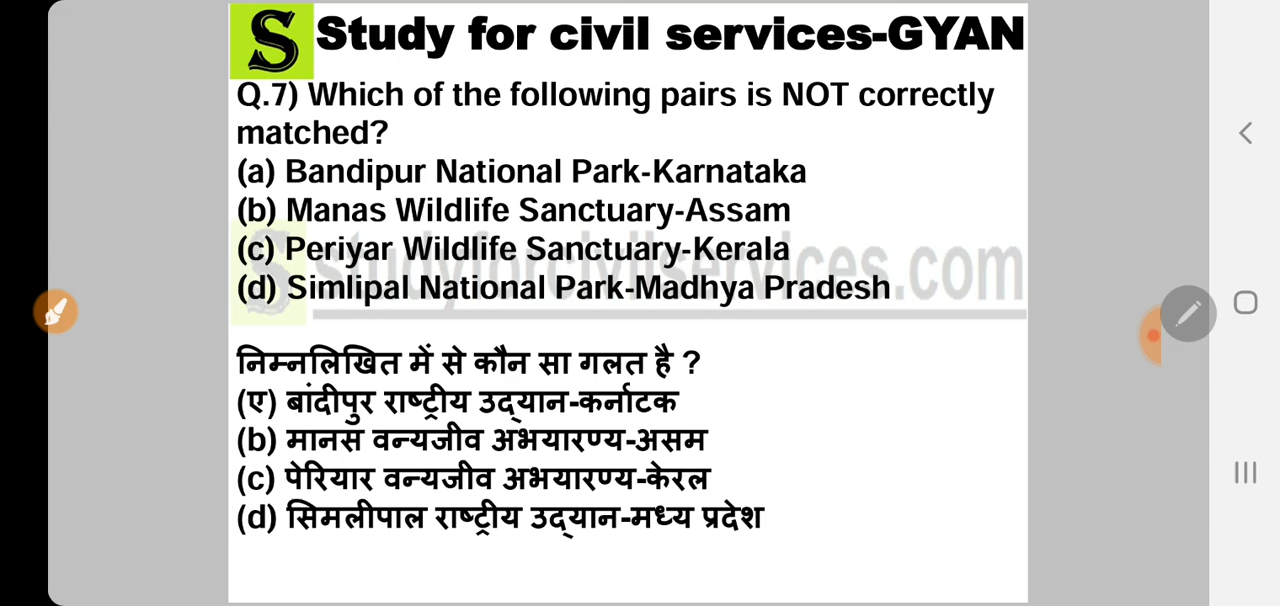 S Study for civil services-GYAN
Q.7) Which of the following pairs is NOT correctly
matched?
(a) Bandipur National Park-Karnataka
(b) Manas Wildlife Sanctuary-Assam
(c) Periyar Wildlife Sanctuary-Kerala
(d) Simlipal National Park-Madhya Pradesh
S studyforcivilservices.com
निम्नलिखित में से कौन सा गलत है ?
(ए) बांदीपुर राष्ट्रीय उद्यान-कर्नाटक
(b) मानस वन्यजीव अभयारण्य-असम
(c) पेरियार वन्यजीव अभयारण्य-केरल
(d) सिमलीपाल राष्ट्रीय उद्यान-मध्य प्रदेश